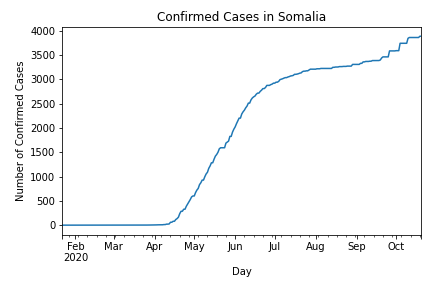 Confirmed Cases in Somalia
Number of Confirmed Cases
4000
3500
3000
2500
2000
1500
1000
500
0
Feb Mar Apr May Jun Jul Aug Sep Oct
2020
Day